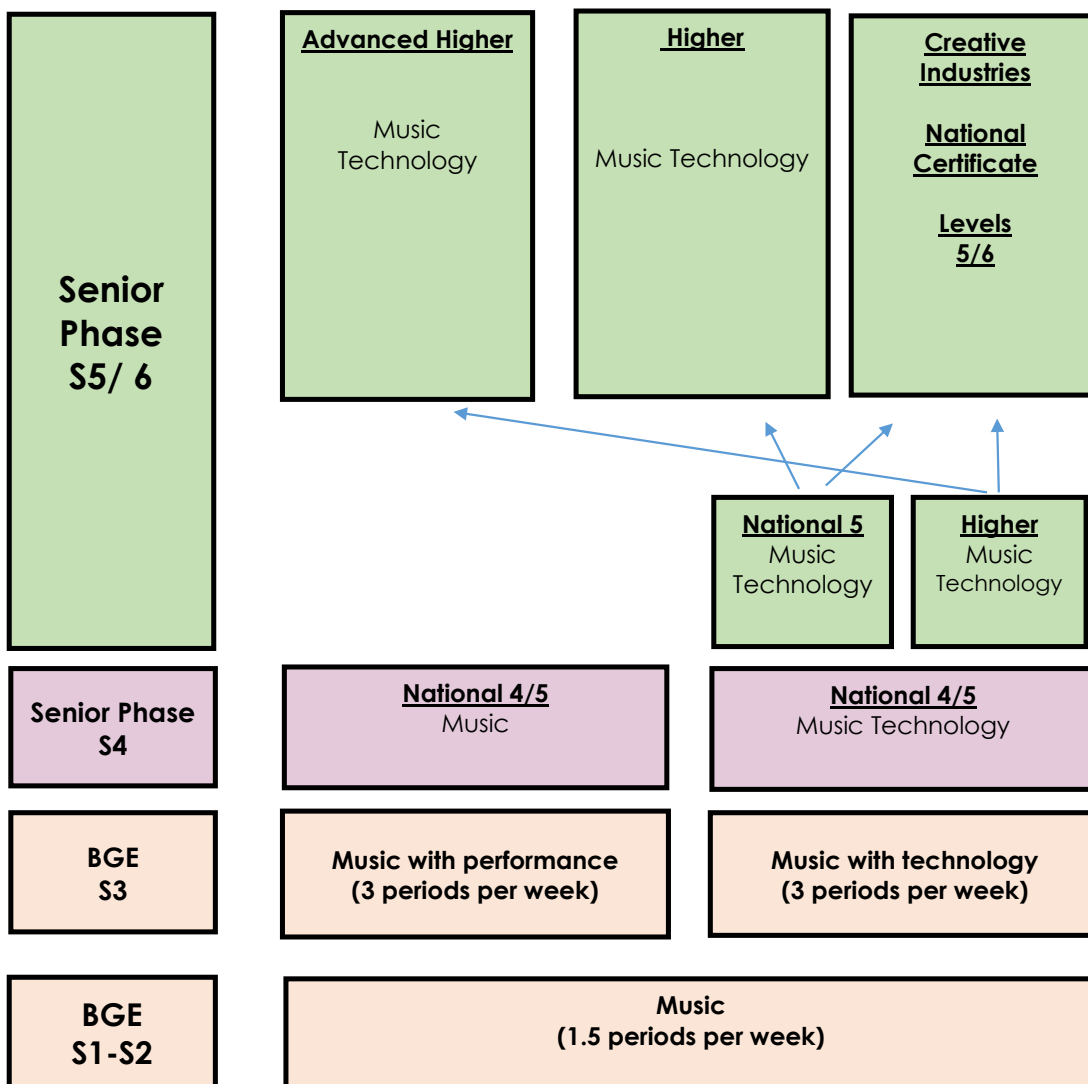 Senior
Phase
S5/ 6
Advanced Higher
Music
Technology
Higher
Music Technology
Creative
Industries
National
Certificate
Levels
5/6
National 5
Music
Technology
Higher
Music
Technology
Senior Phase
S4
National 4/5
Music
National 4/5
Music Technology
BGE
S3
Music with performance
(3 periods per week)
Music with technology
(3 periods per week)
BGE
S1-S2
Music
(1.5 periods per week)